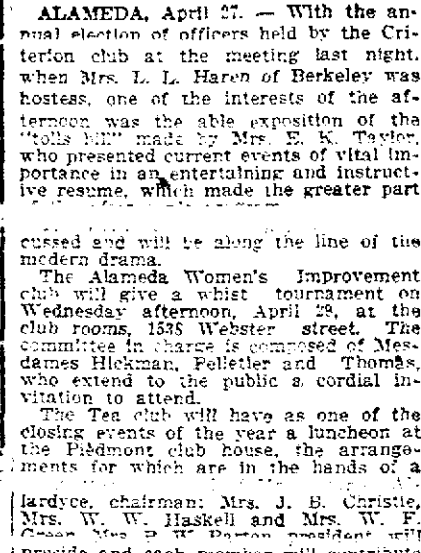 ALAMEDA, April 27. — With the an-
nual election of officers held by the Cri-
terion club at the meeting last night,
when Mrs. L. L. Haren of Berkeley was
hostess, one of the interests of the af-
ternoon was the able exposition of the
"tolls bill" made by Mrs. E. K. Taylor,
who presented current events of vital im-
portance in an entertaining and instruct-
ive resume, which made the greater part
cussed and will be along the line of the
modern drama.
The Alameda Women's Improvement
club will give a whist tournament on
Wednesday afternoon, April 29, at the
club rooms, 1538 Webster street. The
committee in charge is composed of Mes-
dames Hickman, Pelletier and Thomas,
who extend to the public a cordial in-
vitation to attend.
The Tea club will have as one of the
closing events of the year a luncheon at
the Piedmont club house, the arrange-
ments for which are in the hands of a
lardyce, chairman; Mrs. J. B. Christie,
Mrs. W. W. Haskell and Mrs. W. F.
president will
provide and each member will contribute